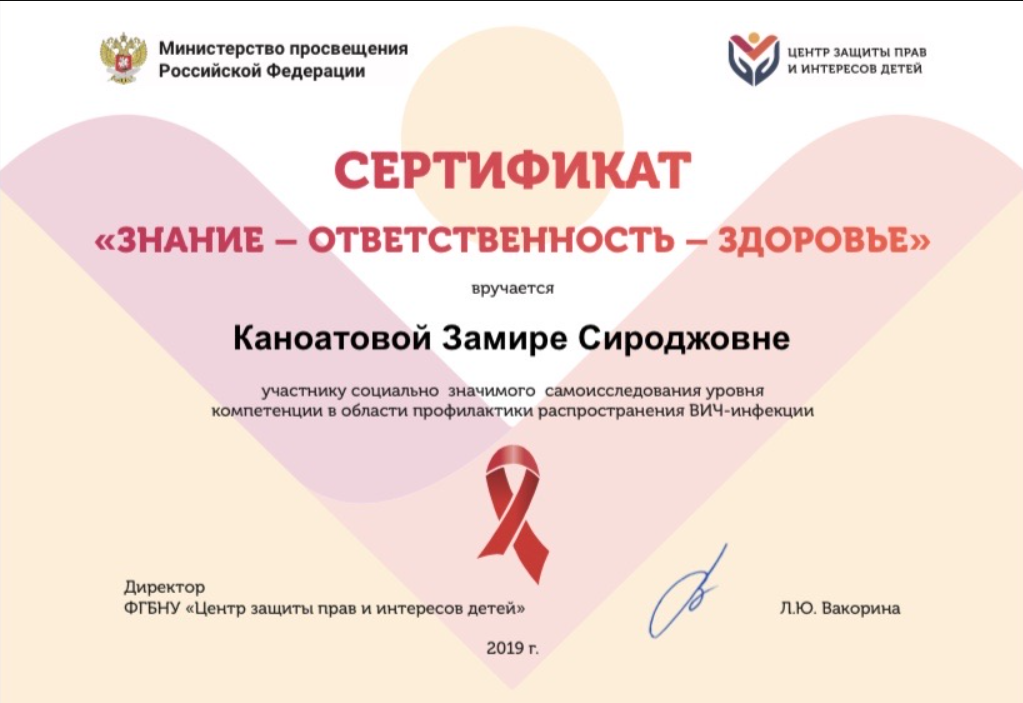 Министерство просвещения
Российской Федерации
ЦЕНТР ЗАЩИТЫ ПРАВ
И ИНТЕРЕСОВ ДЕТЕЙ
СЕРТИФИКАТ
«ЗНАНИЕ – ОТВЕТСТВЕННОСТЬ – ЗДОРОВЬЕ»
вручается
Каноатовой Замире Сироджовне
участнику социально значимого самоисследования уровня
компетенции в области профилактики распространения ВИЧ-инфекции
Директор
ФГБНУ «Центр защиты прав и интересов детей»
Л.Ю. Вакорина
2019 г.